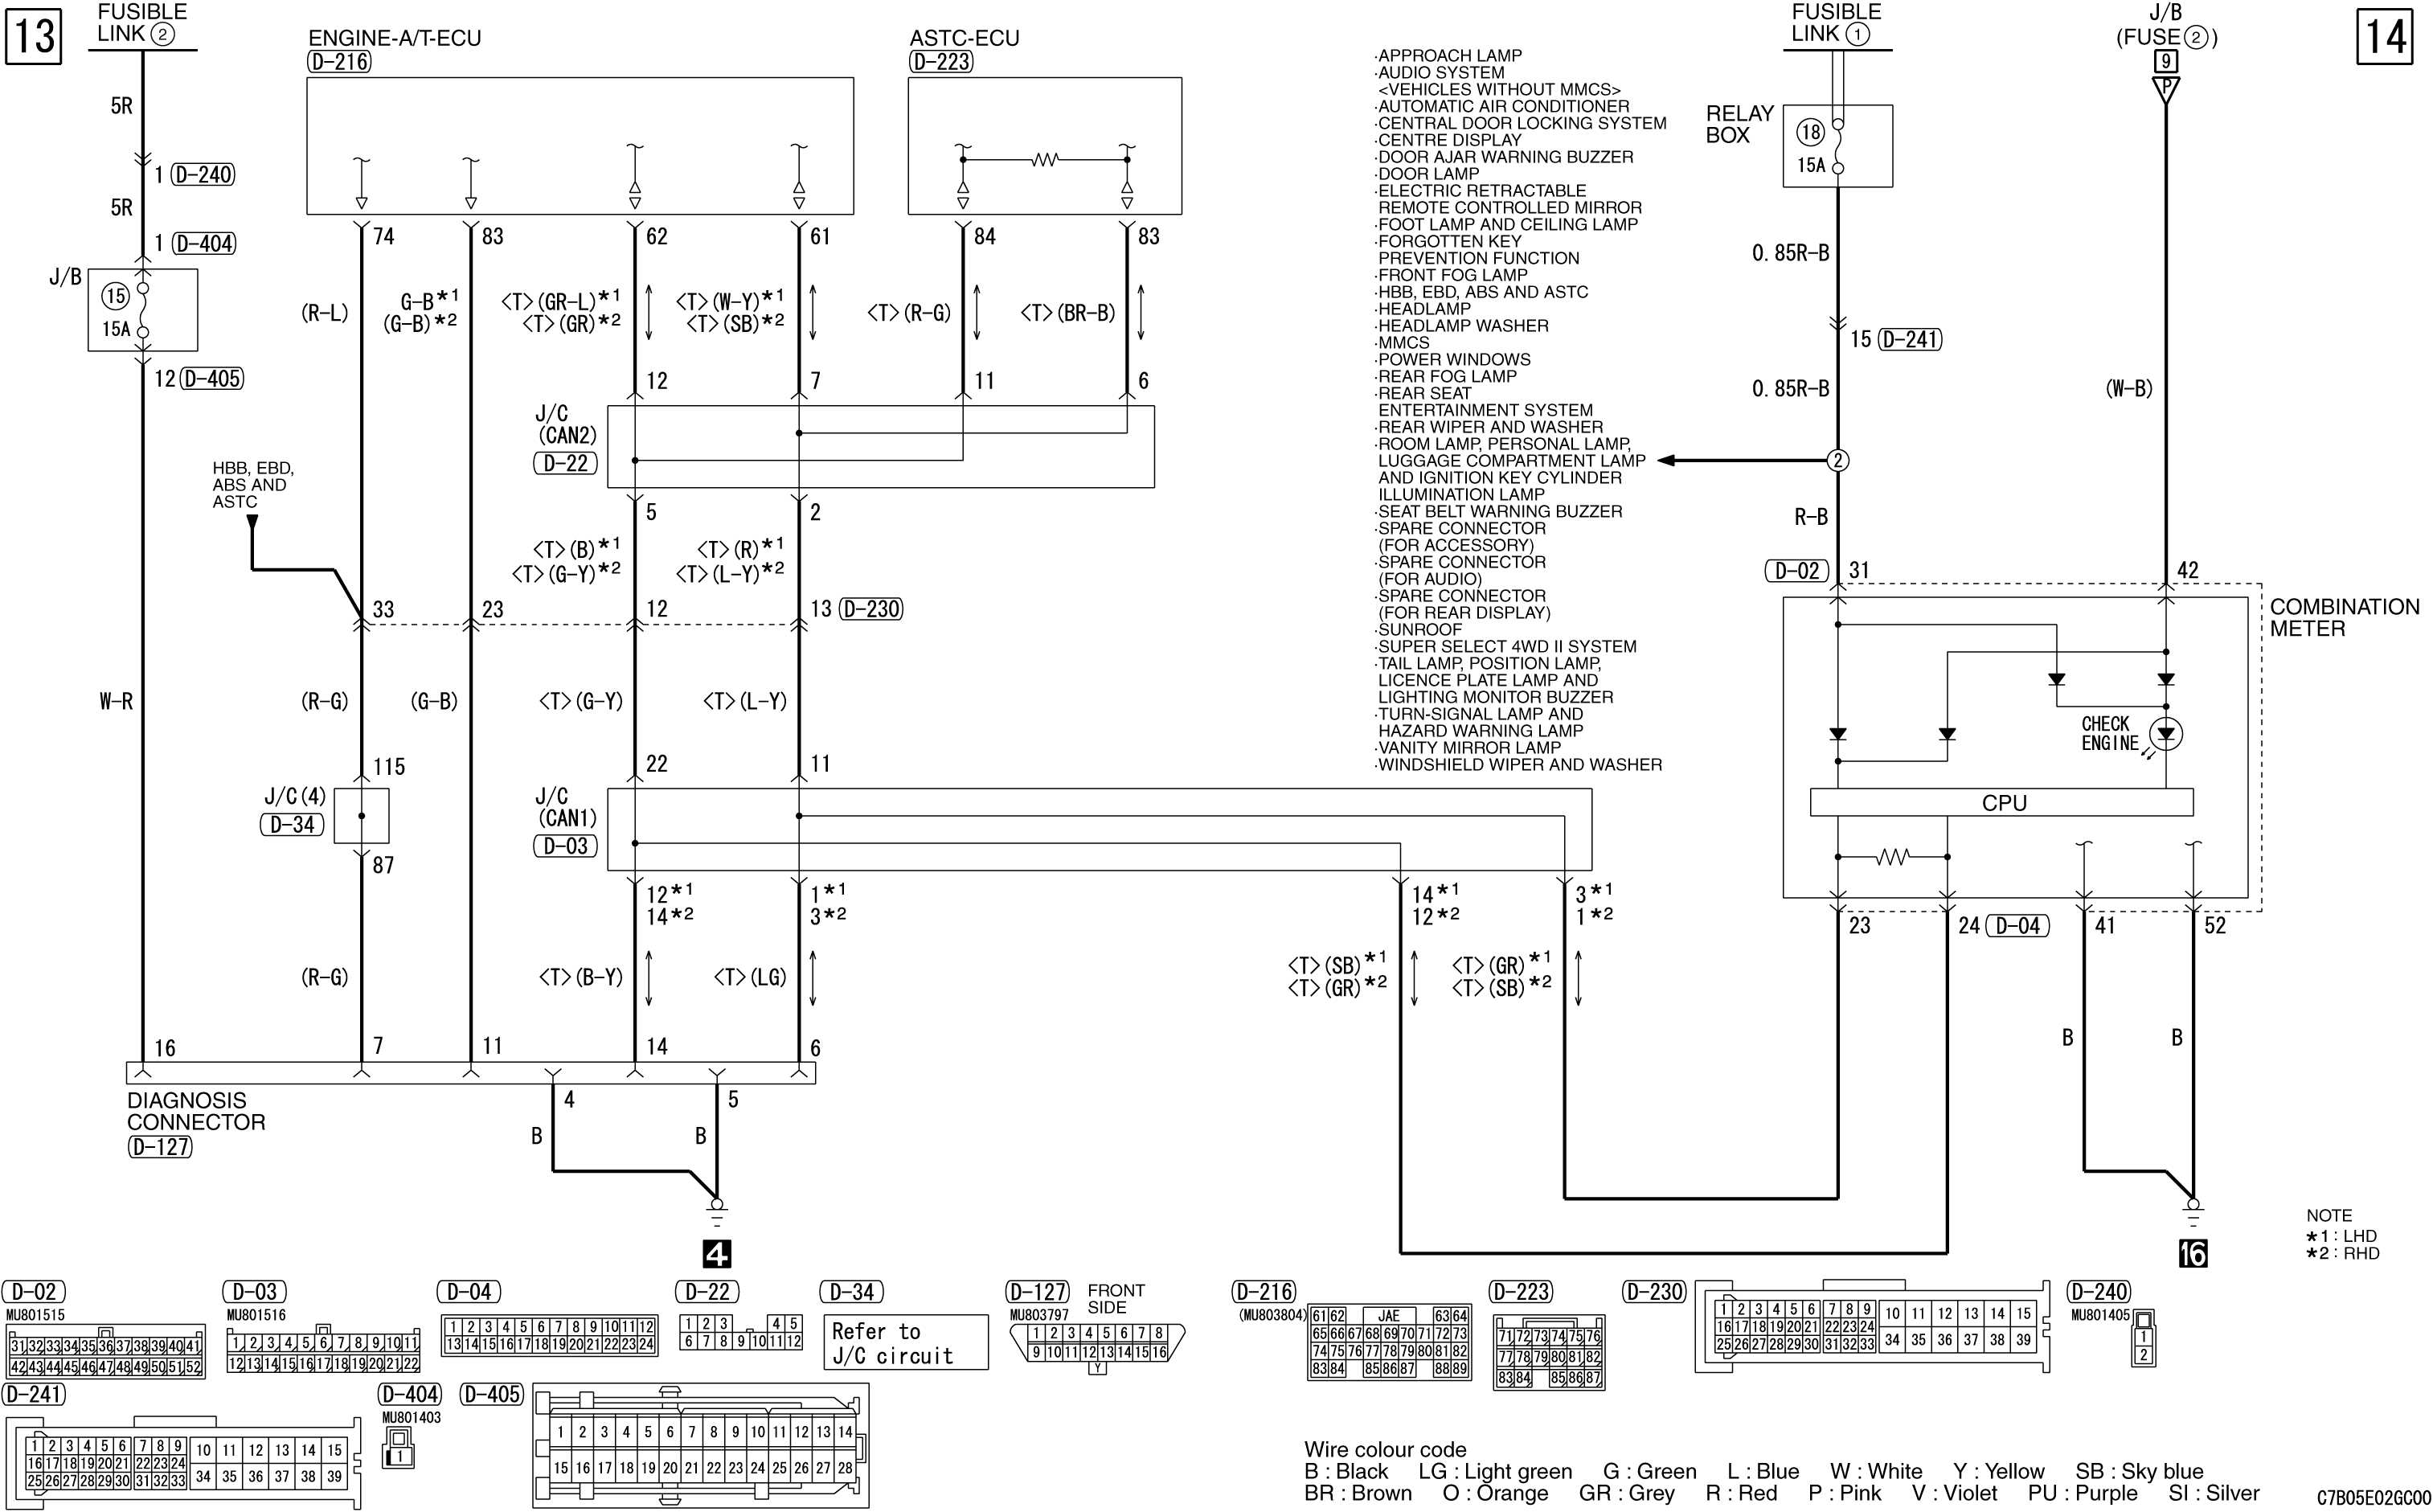 13
FUSIBLE
LINK ②
5R
1 D-240
5R
1 D-404
J/B
⑮
15A
12 D-405
W-R
16
ENGINE-A/T-ECU
D-216
74
83
62
61
(R-L)
G-B*1
(G-B)*2
<T>(GR-L)*1
<T>(GR)*2
<T>(W-Y)*1
<T>(SB)*2
ASTC-ECU
D-223
84
83
<T>(R-G)
<T>(BR-B)
12
7
11
6
J/C
(CAN2)
D-22
5
2
<T>(B)*1
<T>(G-Y)*2
<T>(R)*1
<T>(L-Y)*2
HBB, EBD,
ABS AND
ASTC
33
23
12
13 D-230
(R-G)
(G-B)
<T>(G-Y)
<T>(L-Y)
115
22
11
J/C(4)
D-34
87
J/C
(CAN1)
D-03
12*1
14*2
1*1
3*2
14*1
12*2
3*1
1*2
(R-G)
<T>(B-Y)
<T>(LG)
<T>(SB)*1
<T>(GR)*2
<T>(GR)*1
<T>(SB)*2
7
11
14
6
DIAGNOSIS
CONNECTOR
D-127
4
5
B
B
4
·APPROACH LAMP
·AUDIO SYSTEM
<VEHICLES WITHOUT MMCS>
·AUTOMATIC AIR CONDITIONER
·CENTRAL DOOR LOCKING SYSTEM
·CENTRE DISPLAY
·DOOR AJAR WARNING BUZZER
·DOOR LAMP
·ELECTRIC RETRACTABLE
REMOTE CONTROLLED MIRROR
·FOOT LAMP AND CEILING LAMP
·FORGOTTEN KEY
PREVENTION FUNCTION
·FRONT FOG LAMP
·HBB, EBD, ABS AND ASTC
·HEADLAMP
·HEADLAMP WASHER
·MMCS
·POWER WINDOWS
·REAR FOG LAMP
·REAR SEAT
ENTERTAINMENT SYSTEM
·REAR WIPER AND WASHER
·ROOM LAMP, PERSONAL LAMP,
LUGGAGE COMPARTMENT LAMP
AND IGNITION KEY CYLINDER
ILLUMINATION LAMP
·SEAT BELT WARNING BUZZER
·SPARE CONNECTOR
(FOR ACCESSORY)
·SPARE CONNECTOR
(FOR AUDIO)
·SPARE CONNECTOR
(FOR REAR DISPLAY)
·SUNROOF
·SUPER SELECT 4WD II SYSTEM
·TAIL LAMP, POSITION LAMP,
LICENCE PLATE LAMP AND
LIGHTING MONITOR BUZZER
·TURN-SIGNAL LAMP AND
HAZARD WARNING LAMP
·VANITY MIRROR LAMP
·WINDSHIELD WIPER AND WASHER
FUSIBLE
LINK ①
RELAY
BOX
⑱
15A
0.85R-B
15 D-241
0.85R-B
②
R-B
D-02 31
J/B
(FUSE②)
9
P
14
(W-B)
42
COMBINATION
METER
CHECK
ENGINE
CPU
23
24 D-04
41
52
B
B
16
NOTE
*1 : LHD
*2 : RHD
D-02
MU801515
31 32 33 34 35 36 37 38 39 40 41
42 43 44 45 46 47 48 49 50 51 52
D-03
MU801516
1 2 3 4 5 6 7 8 9 10 11
12 13 14 15 16 17 18 19 20 21 22
D-04
1 2 3 4 5 6 7 8 9 10 11 12
13 14 15 16 17 18 19 20 21 22 23 24
D-22
1 2 3 4 5
6 7 8 9 10 11 12
D-34
Refer to
J/C circuit
D-127
MU803797
FRONT
SIDE
1 2 3 4 5 6 7 8
9 10 11 12 13 14 15 16
Y
D-216
(MU803804)
61 62 JAE 63 64
65 66 67 68 69 70 71 72 73
74 75 76 77 78 79 80 81 82
83 84 85 86 87 88 89
D-223
71 72 73 74 75 76
77 78 79 80 81 82
83 84 85 86 87
D-230
1 2 3 4 5 6 7 8 9 10 11 12 13 14 15
16 17 18 19 20 21 22 23 24
25 26 27 28 29 30 31 32 33 34 35 36 37 38 39
D-240
MU801405
1
2
D-241
1 2 3 4 5 6 7 8 9 10 11 12 13 14 15
16 17 18 19 20 21 22 23 24
25 26 27 28 29 30 31 32 33 34 35 36 37 38 39
D-404
MU801403
1
D-405
1 2 3 4 5 6 7 8 9 10 11 12 13 14
15 16 17 18 19 20 21 22 23 24 25 26 27 28
Wire colour code
B : Black LG : Light green G : Green L : Blue W : White Y : Yellow SB : Sky blue
BR : Brown O : Orange GR : Grey R : Red P : Pink V : Violet PU : Purple SI : Silver
C7B05E02GC00